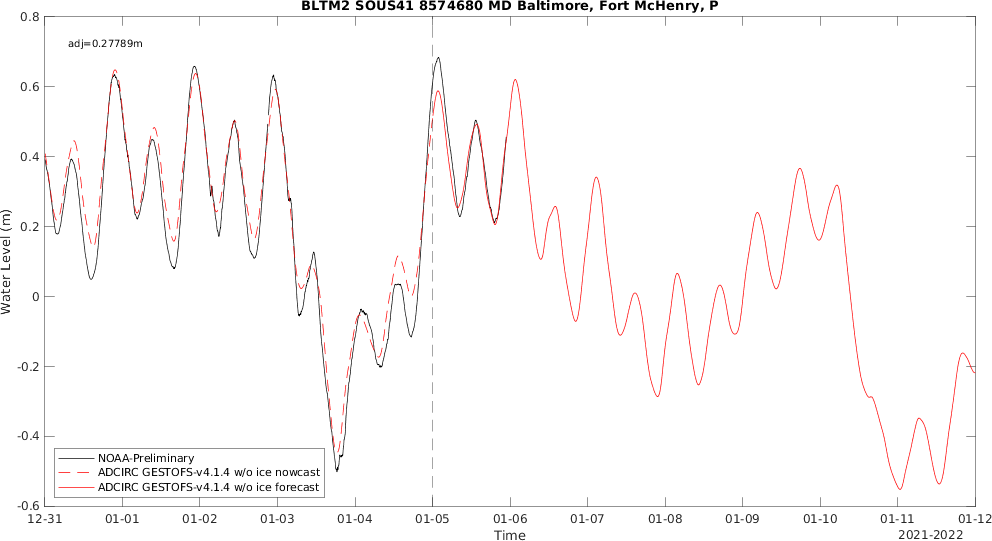 BLTM2 SOUS41 8574680 MD Baltimore, Fort McHenry, P
adj=0.27789m
0.8
0.6
0.4
0.2
0
-0.2
-0.4
-0.6
Water Level (m)
NOAA-Preliminary
ADCIRC GESTOFS-v4.1.4 w/o ice nowcast
ADCIRC GESTOFS-v4.1.4 w/o ice forecast
12-31 01-01 01-02 01-03 01-04 01-05 01-06 01-07 01-08 01-09 01-10 01-11 01-12
Time
2021-2022